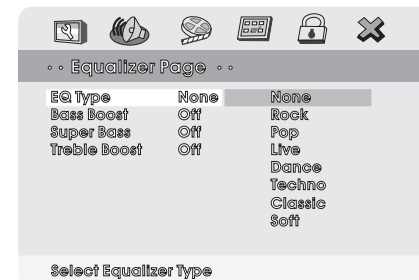 Equalizer Page
EQ Type None None
Bass Boost Off Rock
Super Bass Off Pop
Treble Boost Off Live
Dance
Techno
Classic
Soft
Select Equalizer Type